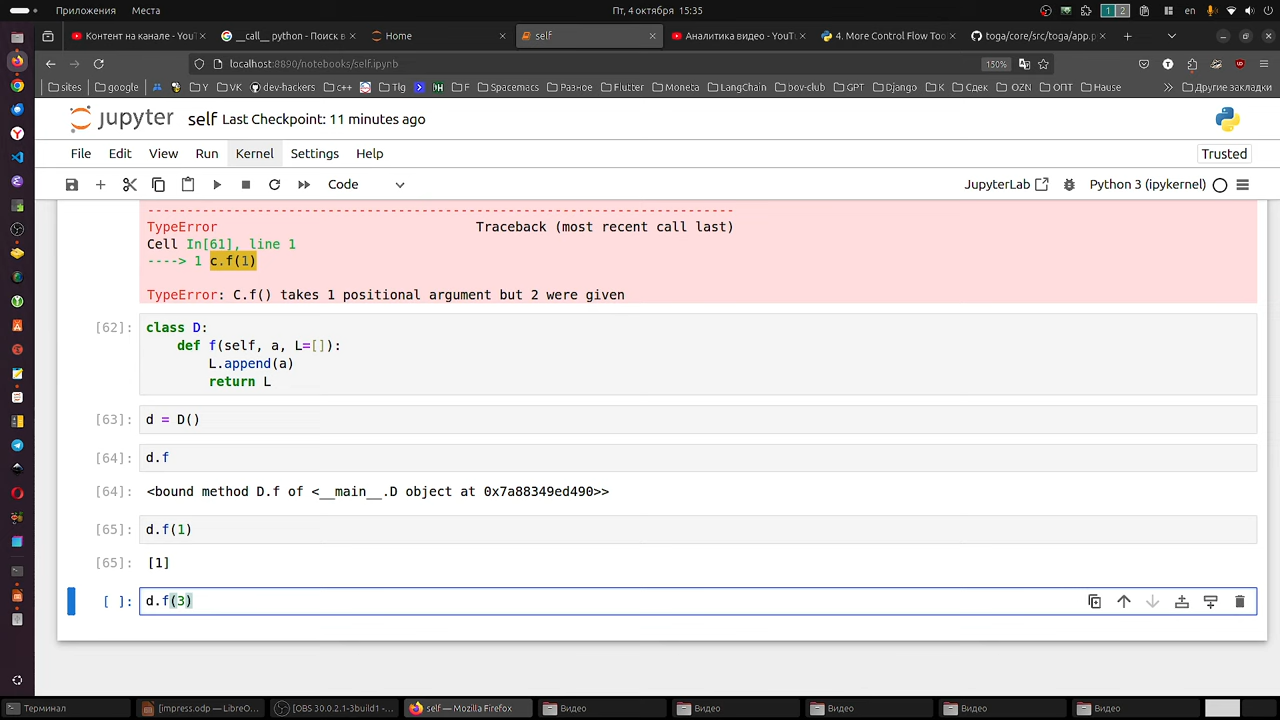 Приложения Места Пт, 4 октября 15:35 1 2 en
Контент на канале - YouT __call__ python - Поиск в Home self Аналитика видео - YouTu 4. More Control Flow Too toga/core/src/toga/app.p
localhost:8890/notebooks/self.ipynb 150%
sites google Y VK dev-hackers c++ Tlg F Spacemacs Разное Flutter Moneta LangChain bov-club GPT Django K Сдек OZN ОПТ Hause Другие закладки
jupyter self Last Checkpoint: 11 minutes ago
File Edit View Run Kernel Settings Help Trusted
Code JupyterLab Python 3 (ipykernel)
---------------------------------------------------------------------------
TypeError Traceback (most recent call last)
Cell In[61], line 1
----> 1 c.f(1)
TypeError: C.f() takes 1 positional argument but 2 were given
[62]: class D:
def f(self, a, L=[]):
L.append(a)
return L
[63]: d = D()
[64]: d.f
[64]: <bound method D.f of <__main__.D object at 0x7a88349ed490>>
[65]: d.f(1)
[65]: [1]
[ ]: d.f(3)
Терминал [impress.odp — LibreO... [OBS 30.0.2.1-3build1 -... self — Mozilla Firefox Видео Видео Видео Видео Видео